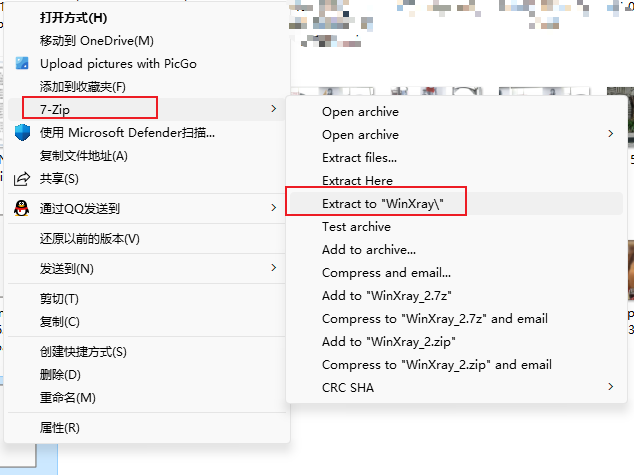 打开方式(H)
移动到 OneDrive(M)
Upload pictures with PicGo
添加到收藏夹(F)
7-Zip
使用 Microsoft Defender扫描...
复制文件地址(A)
共享(S)
通过QQ发送到
还原以前的版本(V)
发送到(N)
剪切(T)
复制(C)
创建快捷方式(S)
删除(D)
重命名(M)
属性(R)
Open archive
Open archive
Extract files...
Extract Here
Extract to "WinXray\"
Test archive
Add to archive...
Compress and email...
Add to "WinXray_2.7z"
Compress to "WinXray_2.7z" and email
Add to "WinXray_2.zip"
Compress to "WinXray_2.zip" and email
CRC SHA